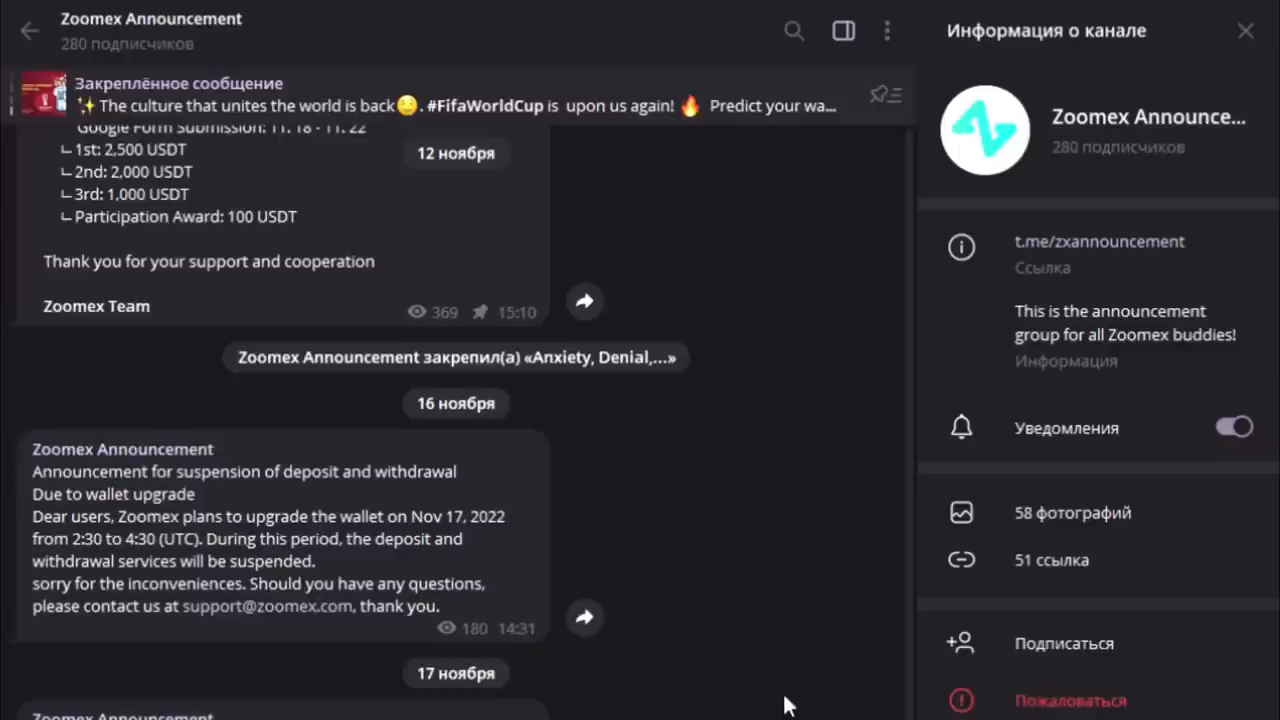 Zoomex Announcement
280 подписчиков
Закреплённое сообщение
The culture that unites the world is back. #FifaWorldCup is upon us again! Predict your wa...
Google Form Submission: 11. 18 - 11. 22
12 ноября
1st: 2,500 USDT
2nd: 2,000 USDT
3rd: 1,000 USDT
Participation Award: 100 USDT
Thank you for your support and cooperation
Zoomex Team
369 15:10
Zoomex Announcement закрепил(а) «Anxiety, Denial,...»
16 ноября
Zoomex Announcement
Announcement for suspension of deposit and withdrawal
Due to wallet upgrade
Dear users, Zoomex plans to upgrade the wallet on Nov 17, 2022
from 2:30 to 4:30 (UTC). During this period, the deposit and
withdrawal services will be suspended.
sorry for the inconveniences. Should you have any questions,
please contact us at support@zoomex.com, thank you.
180 14:31
17 ноября
Zoomex Announcement
Информация о канале
Zoomex Announce...
280 подписчиков
t.me/zxannouncement
Ссылка
This is the announcement
group for all Zoomex buddies!
Информация
Уведомления
58 фотографий
51 ссылка
Подписаться
Пожаловаться